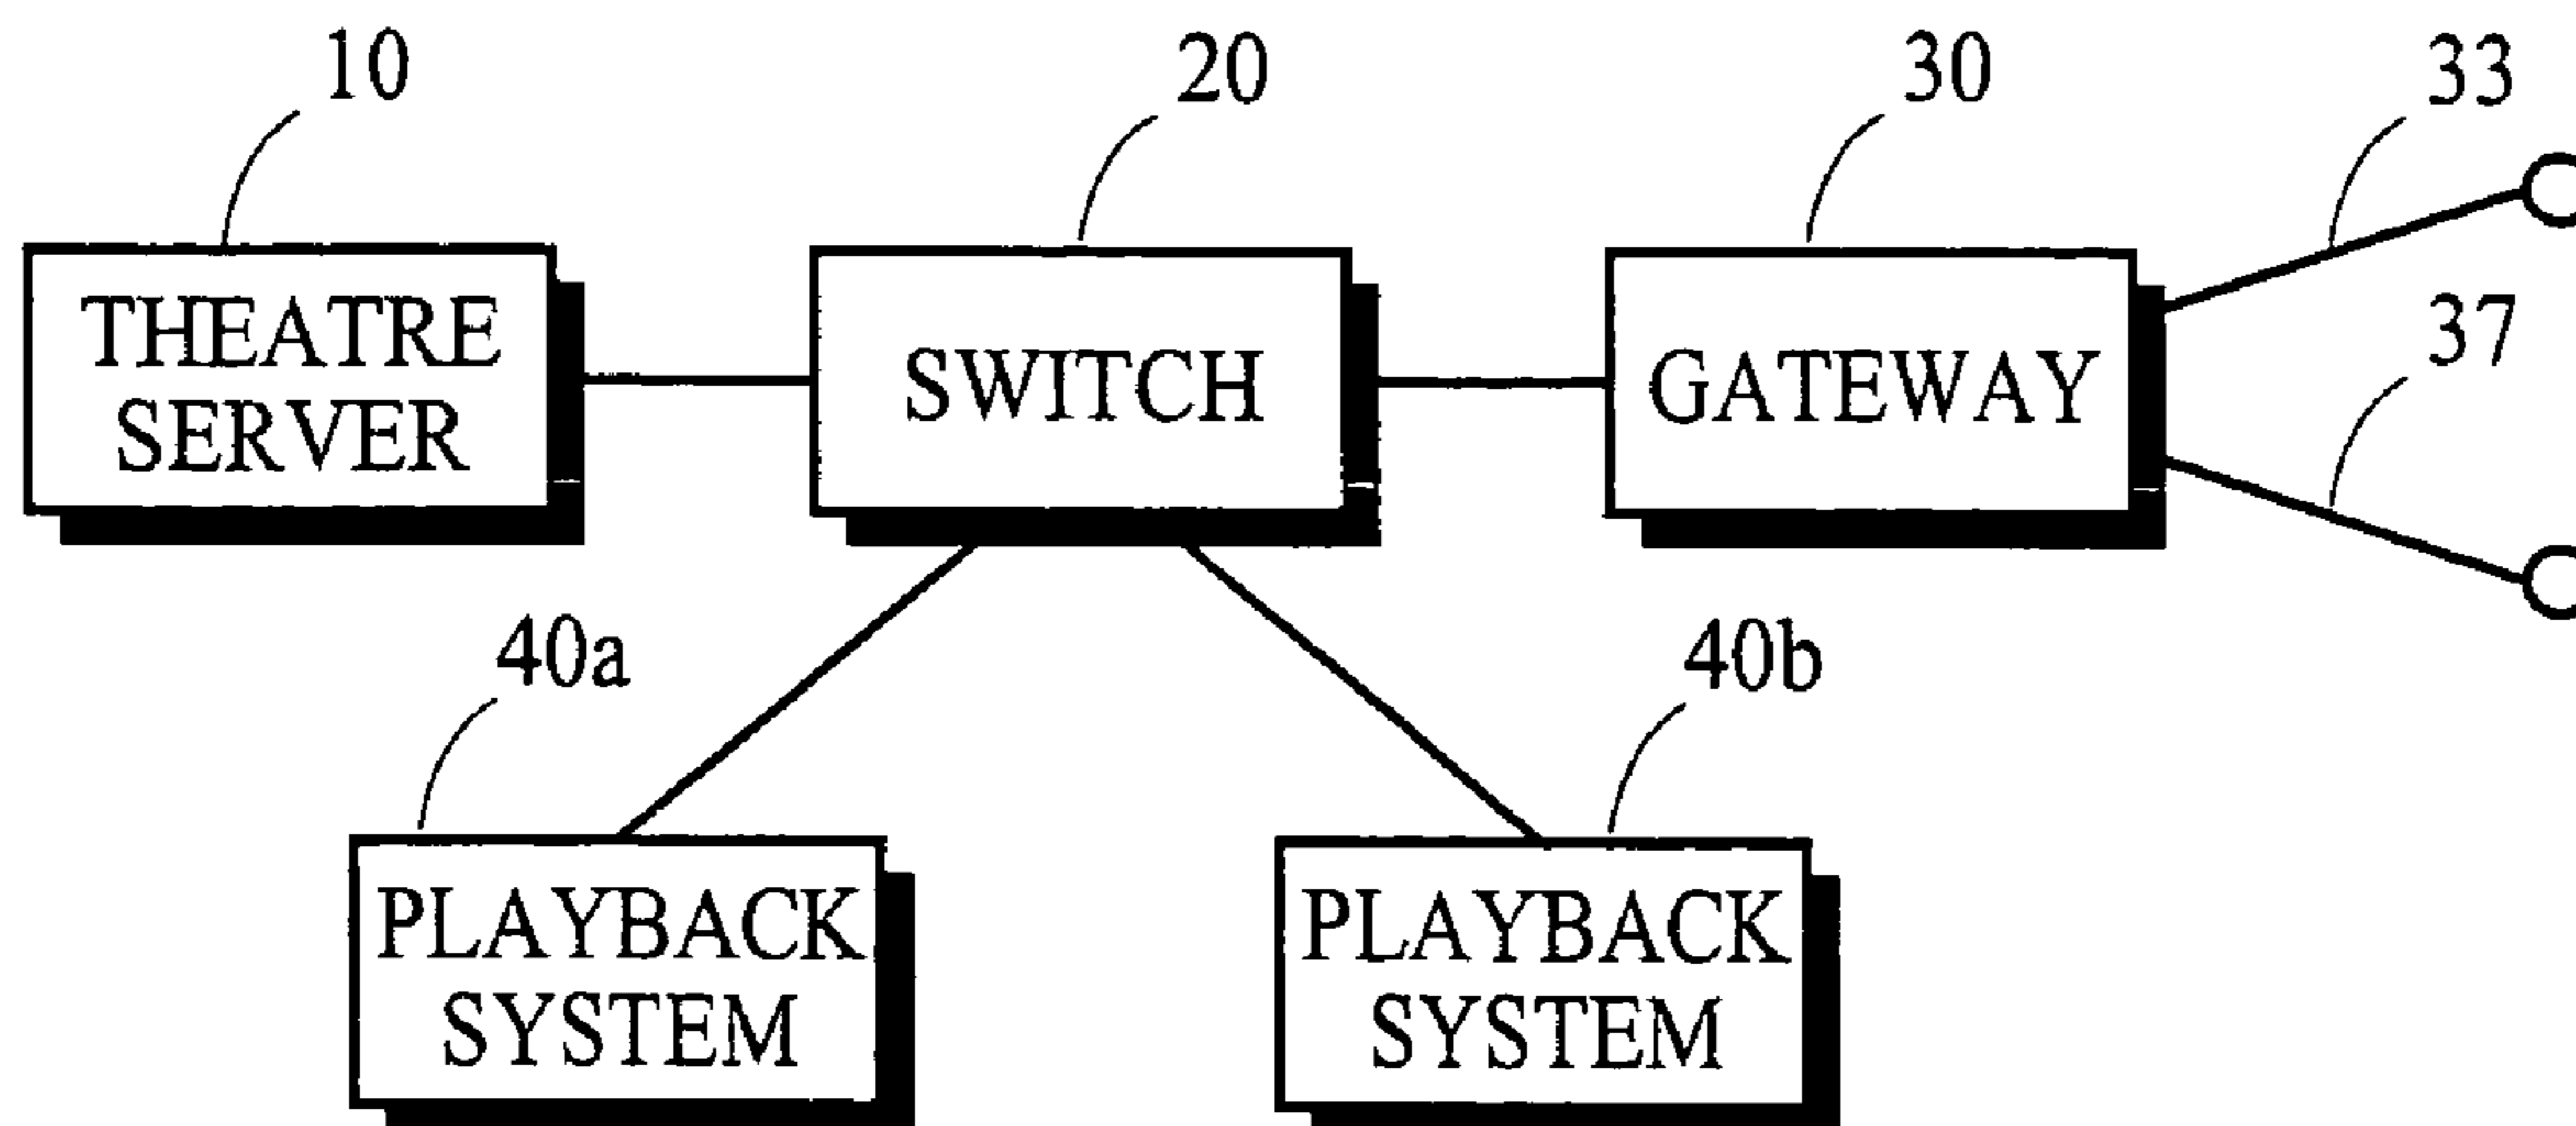 10
20
30
33
THEATRE
SERVER
SWITCH
GATEWAY
37
40a
40b
PLAYBACK
SYSTEM
PLAYBACK
SYSTEM